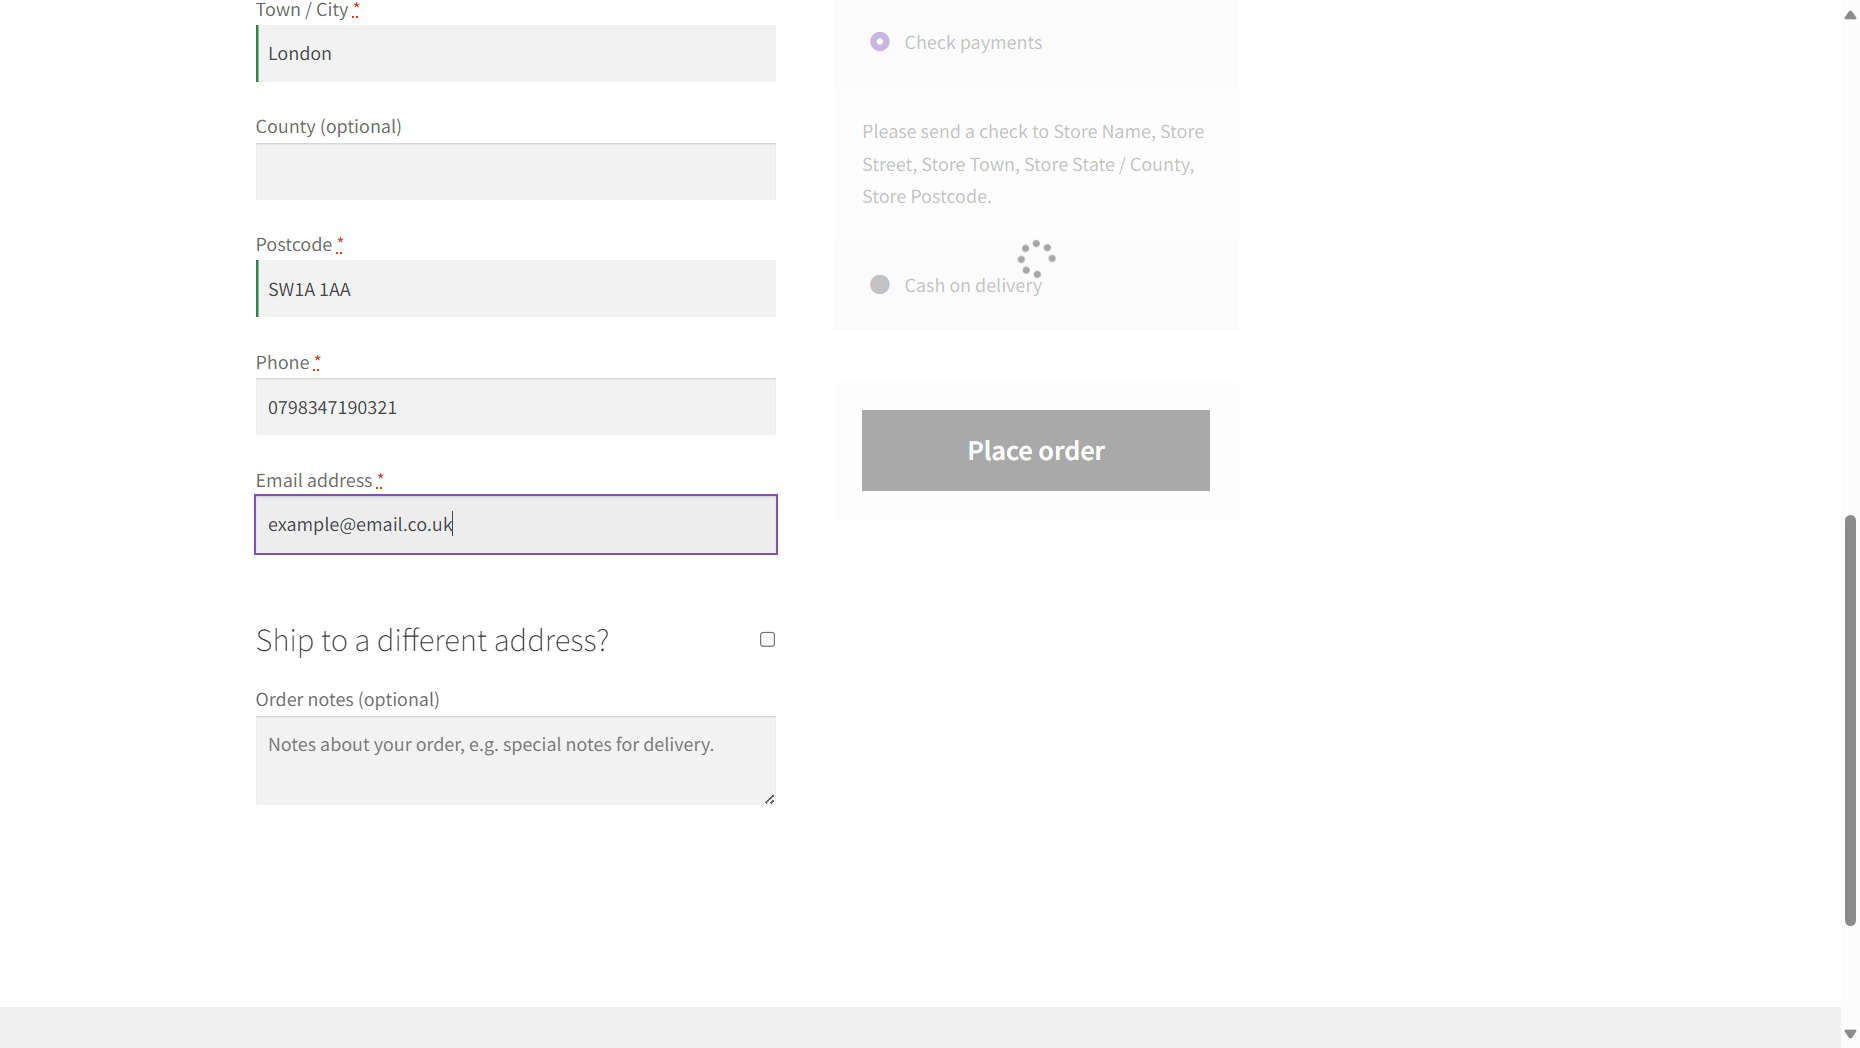 Town / City *
London
County (optional)
Postcode *
SW1A 1AA
Phone *
0798347190321
Email address *
example@email.co.uk
Ship to a different address?
Order notes (optional)
Notes about your order, e.g. special notes for delivery.
Check payments
Please send a check to Store Name, Store
Street, Store Town, Store State / County,
Store Postcode.
Cash on delivery
Place order